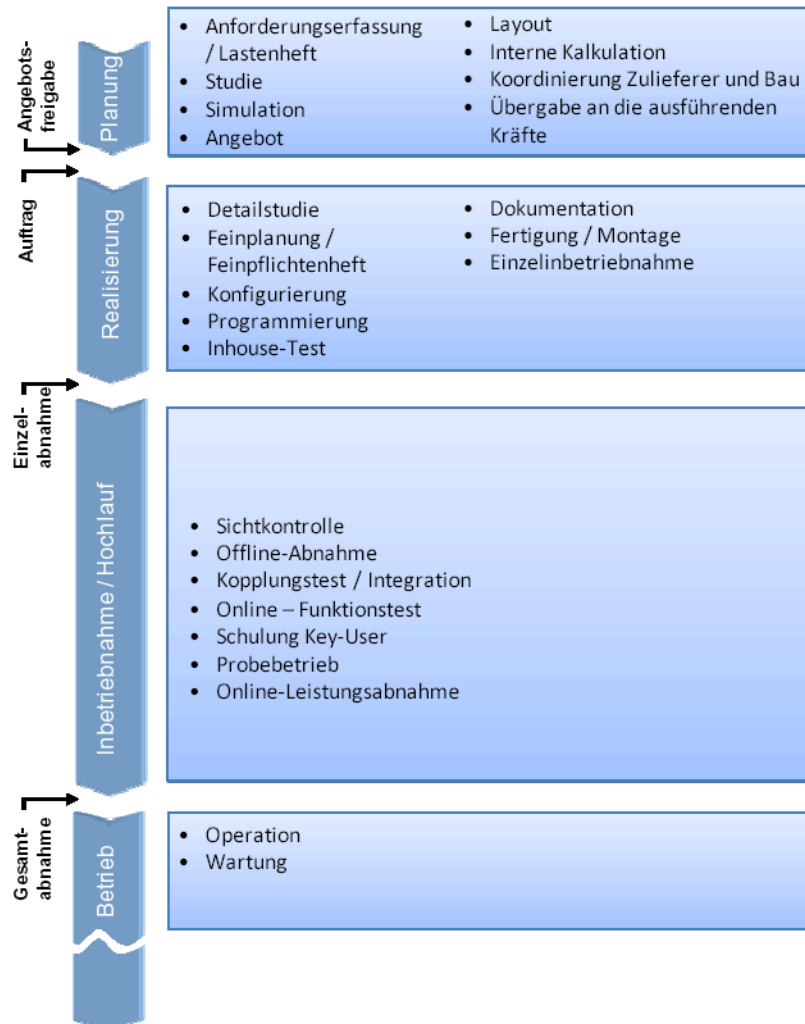 Angebots-
freigabe
Planung
• Anforderungserfassung
/ Lastenheft
• Studie
• Simulation
• Angebot
• Layout
• Interne Kalkulation
• Koordinierung Zulieferer und Bau
• Übergabe an die ausführenden
Kräfte
Auftrag
Realisierung
• Detailstudie
• Feinplanung /
Feinpflichtenheft
• Konfigurierung
• Programmierung
• Inhouse-Test
• Dokumentation
• Fertigung / Montage
• Einzelinbetriebnahme
Einzel-
abnahme
Inbetriebnahme / Hochlauf
• Sichtkontrolle
• Offline-Abnahme
• Kopplungstest / Integration
• Online – Funktionstest
• Schulung Key-User
• Probebetrieb
• Online-Leistungsabnahme
Gesamt-
abnahme
Betrieb
• Operation
• Wartung